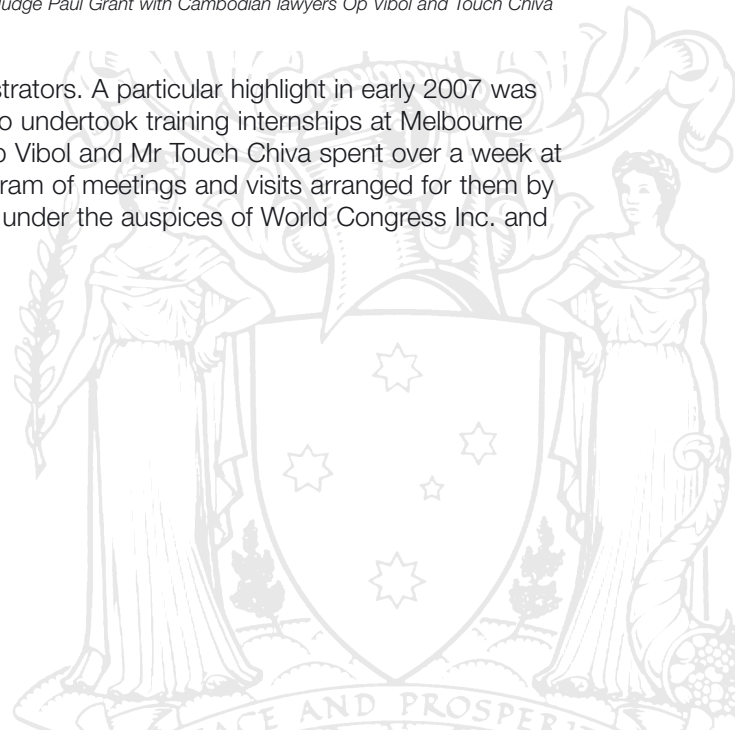 Judge Paul Grant with Cambodian lawyers Op Vibol and Touch Chiva
strators. A particular highlight in early 2007 was
o undertook training internships at Melbourne
p Vibol and Mr Touch Chiva spent over a week at
ram of meetings and visits arranged for them by
under the auspices of World Congress Inc. and
ACE AND PROSPERIT